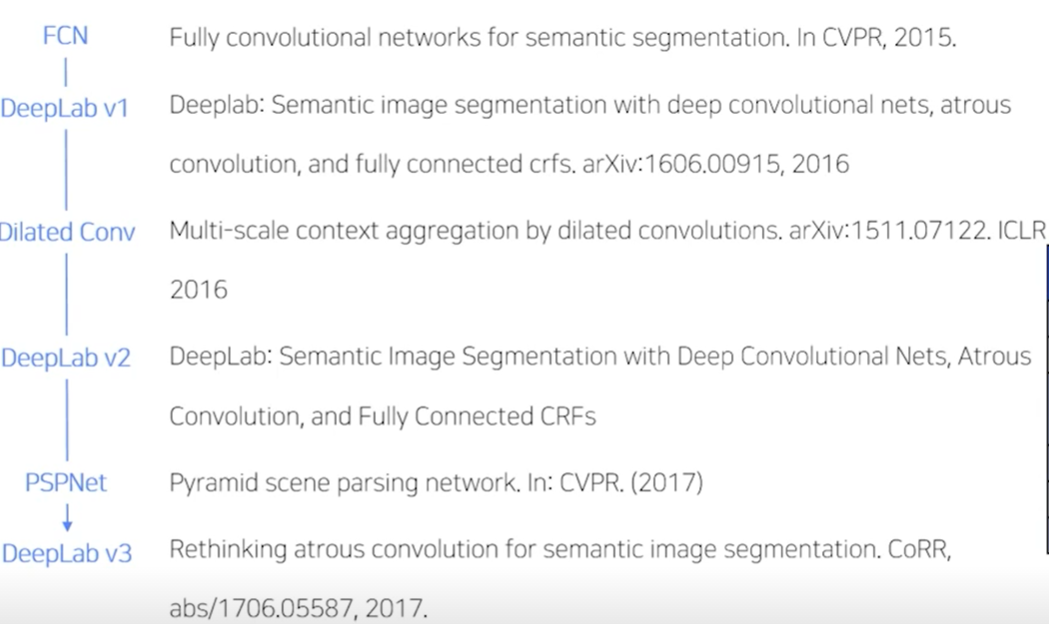 FCN Fully convolutional networks for semantic segmentation. In CVPR, 2015.
DeepLab v1 Deeplab: Semantic image segmentation with deep convolutional nets, atrous
convolution, and fully connected crfs. arXiv:1606.00915, 2016
Dilated Conv Multi-scale context aggregation by dilated convolutions. arXiv:1511.07122. ICLR
2016
DeepLab v2 DeepLab: Semantic Image Segmentation with Deep Convolutional Nets, Atrous
Convolution, and Fully Connected CRFs
PSPNet Pyramid scene parsing network. In: CVPR. (2017)
DeepLab v3 Rethinking atrous convolution for semantic image segmentation. CoRR,
abs/1706.05587, 2017.